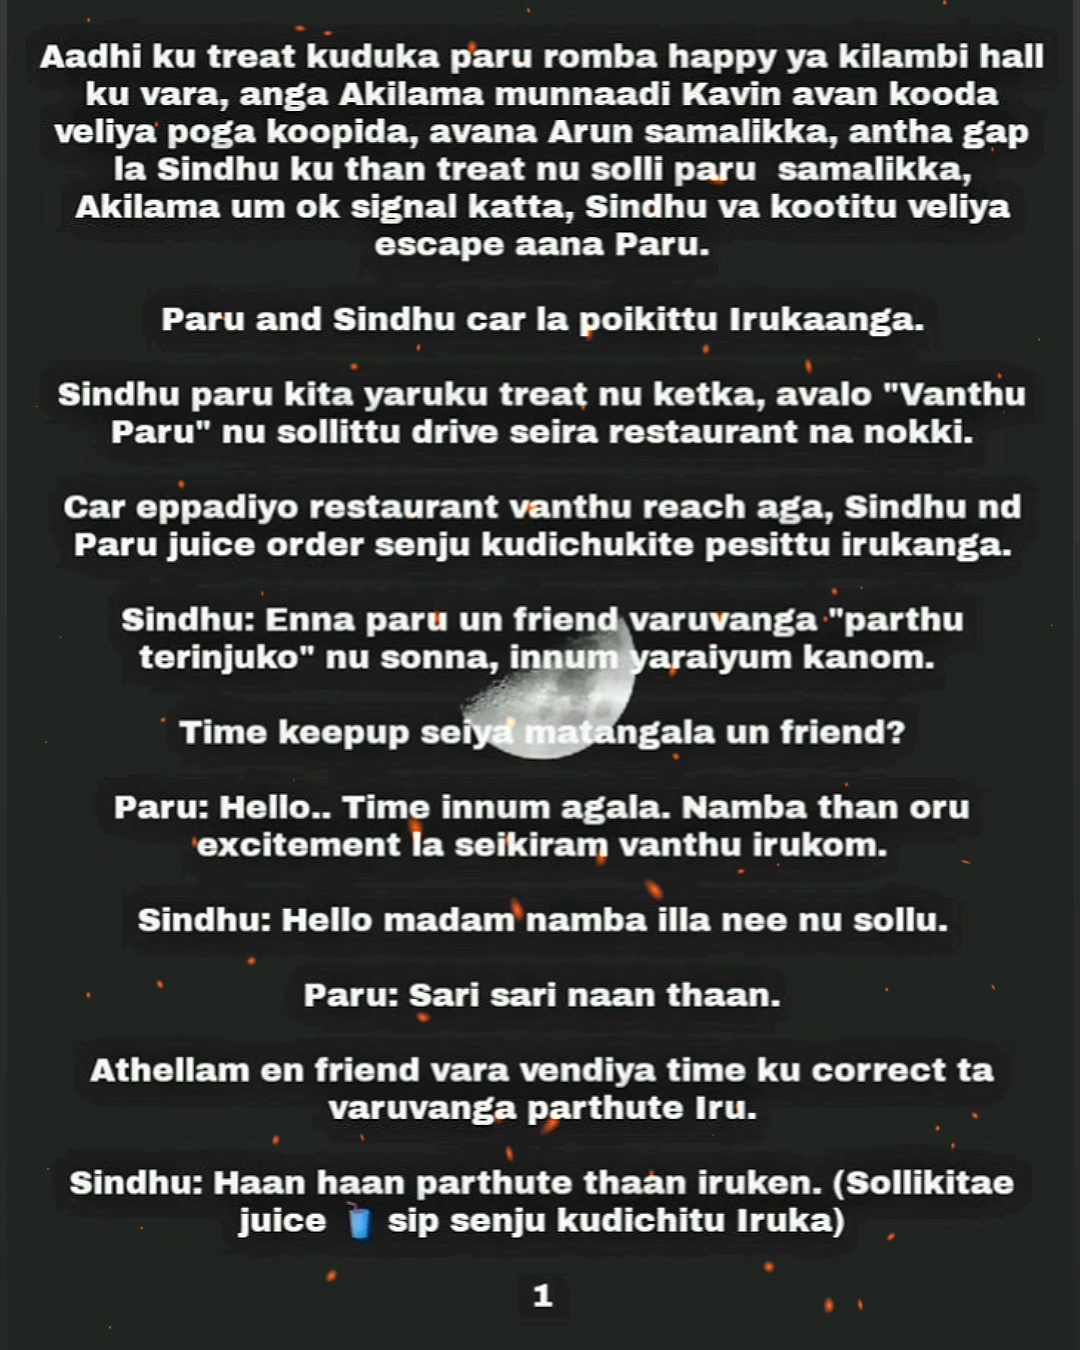 Aadhi ku treat kuduka paru romba happy ya kilambi hall
ku vara, anga Akilama munnaadi Kavin avan kooda
veliya poga koopida, avana Arun samalikka, antha gap
la Sindhu ku than treat nu solli paru samalikka,
Akilama um ok signal katta, Sindhu va kootitu veliya
escape aana Paru.
Paru and Sindhu car la poikittu Irukaanga.
Sindhu paru kita yaruku treat nu ketka, avalo "Vanthu
Paru" nu sollittu drive seira restaurant na nokki.
Car eppadiyo restaurant vanthu reach aga, Sindhu nd
Paru juice order senju kudichukite pesittu irukanga.
Sindhu: Enna paru un friend varuvanga "parthu
terinjuko" nu sonna, innum yaraiyum kanom.
Time keepup seiya matangala un friend?
Paru: Hello.. Time innum agala. Namba than oru
excitement la seikiram vanthu irukom.
Sindhu: Hello madam namba illa nee nu sollu.
Paru: Sari sari naan thaan.
Athellam en friend vara vendiya time ku correct ta
varuvanga parthute Iru.
Sindhu: Haan haan parthute thaan iruken. (Sollikitae
juice 🥤 sip senju kudichitu Iruka)
1